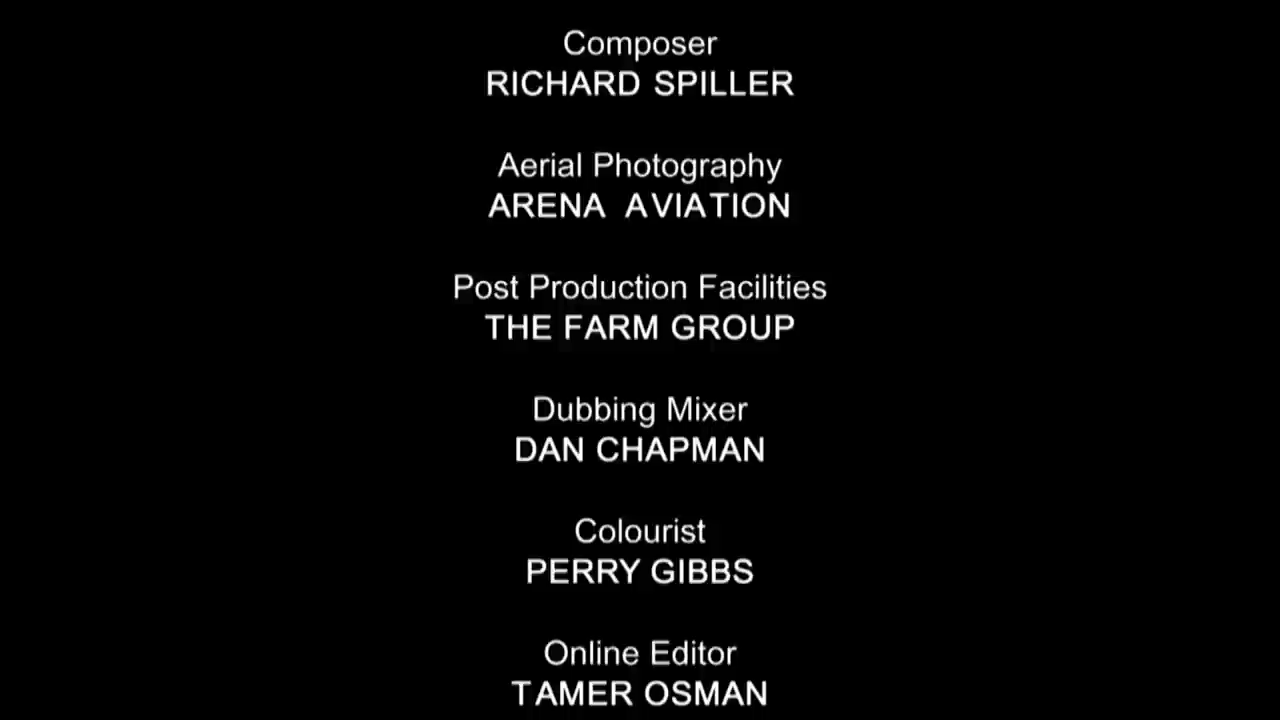 Composer
RICHARD SPILLER
Aerial Photography
ARENA AVIATION
Post Production Facilities
THE FARM GROUP
Dubbing Mixer
DAN CHAPMAN
Colourist
PERRY GIBBS
Online Editor
TAMER OSMAN